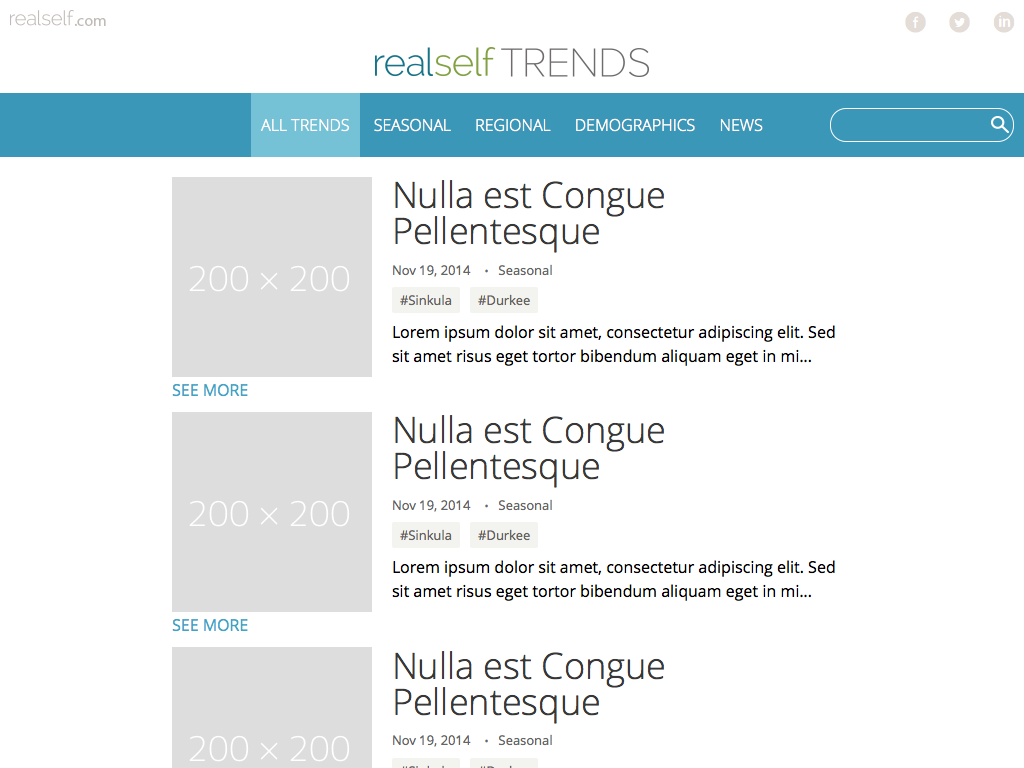 realself.com
realself TRENDS
ALL TRENDS SEASONAL REGIONAL DEMOGRAPHICS NEWS
200 × 200
Nulla est Congue
Pellentesque
Nov 19, 2014 • Seasonal
#Sinkula #Durkee
Lorem ipsum dolor sit amet, consectetur adipiscing elit. Sed
sit amet risus eget tortor bibendum aliquam eget in mi...
SEE MORE
200 × 200
Nulla est Congue
Pellentesque
Nov 19, 2014 • Seasonal
#Sinkula #Durkee
Lorem ipsum dolor sit amet, consectetur adipiscing elit. Sed
sit amet risus eget tortor bibendum aliquam eget in mi...
SEE MORE
200 × 200
Nulla est Congue
Pellentesque
Nov 19, 2014 • Seasonal